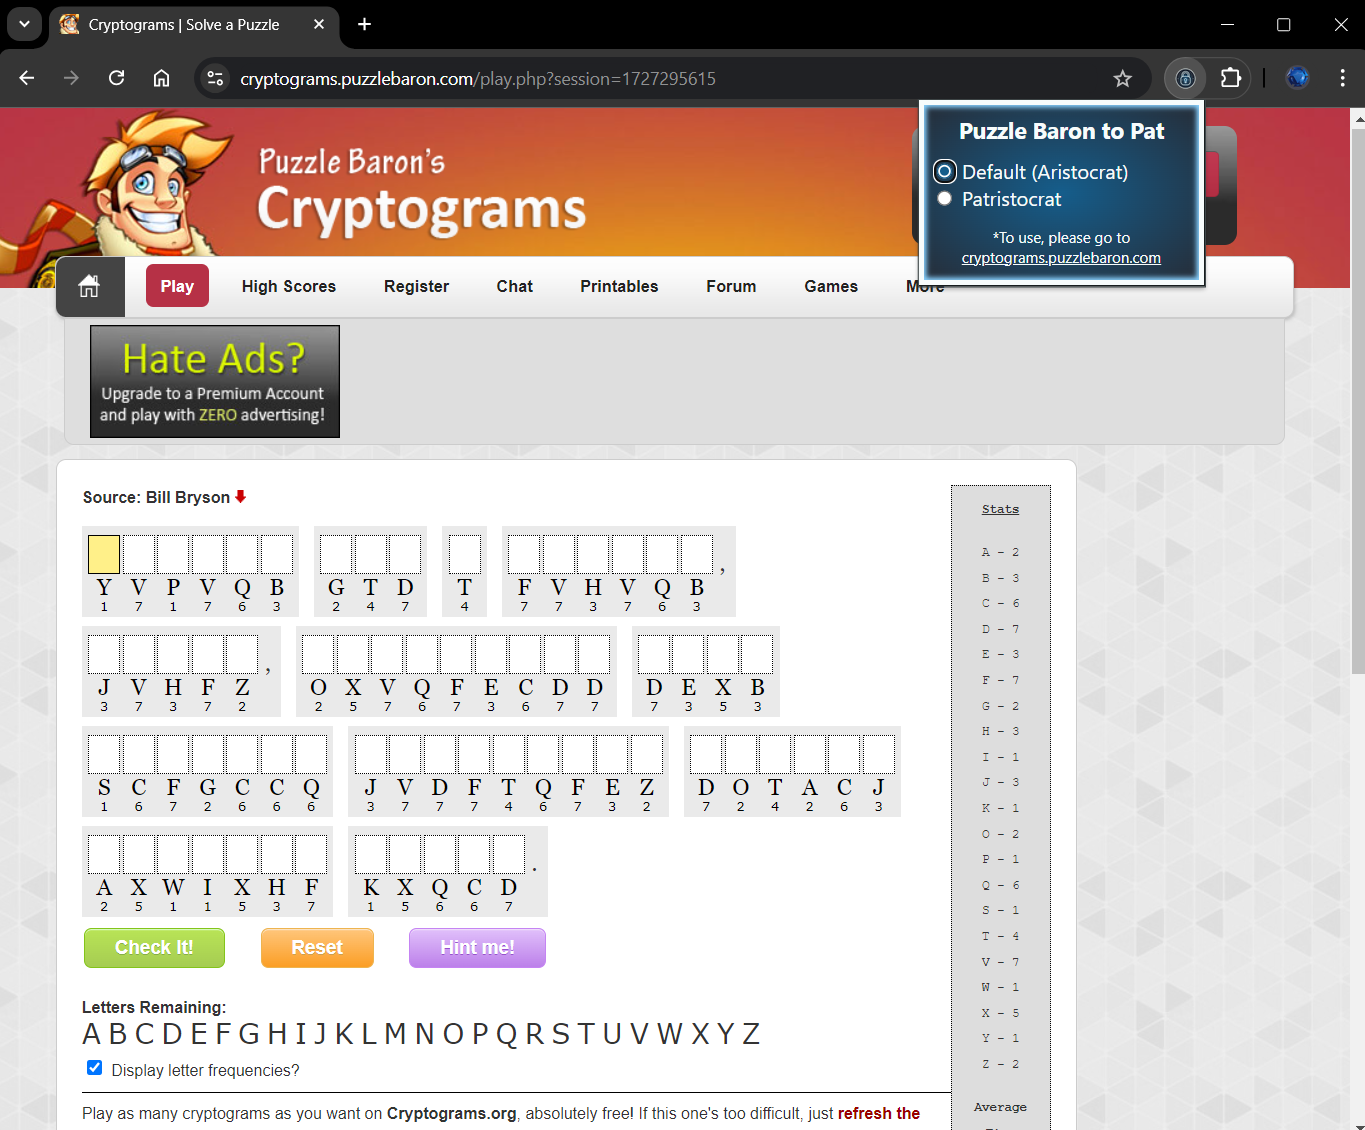 Cryptograms | Solve a Puzzle
cryptograms.puzzlebaron.com/play.php?session=1727295615
Puzzle Baron to Pat
Default (Aristocrat)
Patristocrat
*To use, please go to
cryptograms.puzzlebaron.com
Puzzle Baron's
Cryptograms
Play High Scores Register Chat Printables Forum Games More
Hate Ads?
Upgrade to a Premium Account
and play with ZERO advertising!
Source: Bill Bryson
Y V P V Q B G T D T F V H V Q B ,
1 7 1 7 6 3 2 4 7 4 7 7 3 7 6 3
J V H F Z , O X V Q F E C D D D E X B
3 7 3 7 2 2 5 7 6 7 3 6 7 7 7 3 5 3
S C F G C C Q J V D F T Q F E Z D O T A C J
1 6 7 2 6 6 6 3 7 7 7 4 6 7 3 2 7 2 4 2 6 3
A X W I X H F K X Q C D .
2 5 1 1 5 3 7 1 5 6 6 7
Check It! Reset Hint me!
Letters Remaining:
A B C D E F G H I J K L M N O P Q R S T U V W X Y Z
Display letter frequencies?
Play as many cryptograms as you want on Cryptograms.org, absolutely free! If this one's too difficult, just refresh the
Stats
A - 2
B - 3
C - 6
D - 7
E - 3
F - 7
G - 2
H - 3
I - 1
J - 3
K - 1
O - 2
P - 1
Q - 6
S - 1
T - 4
V - 7
W - 1
X - 5
Y - 1
Z - 2
Average